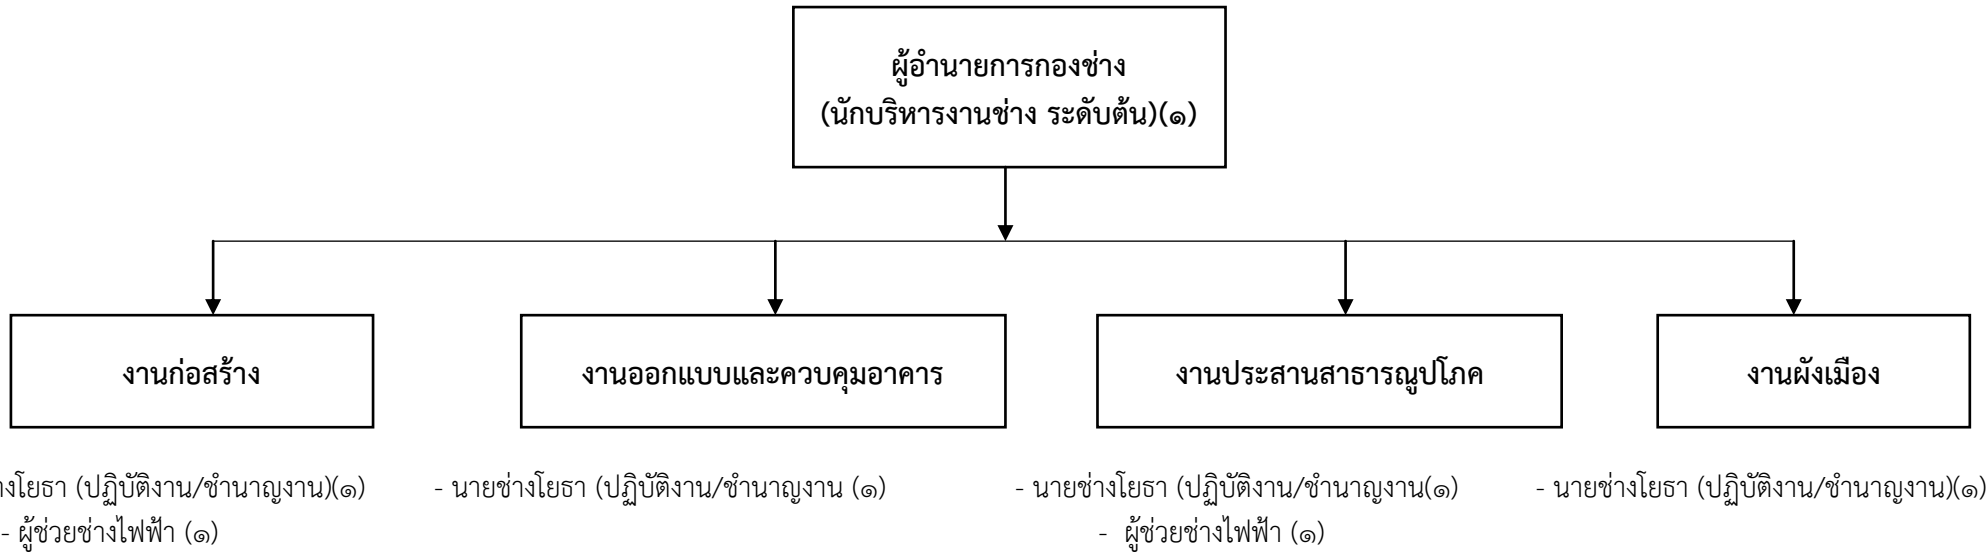 ผู้อำนายการกองช่าง
(นักบริหารงานช่าง ระดับต้น)(๑)
งานก่อสร้าง
งานออกแบบและควบคุมอาคาร
งานประสานสาธารณูปโภค
งานผังเมือง
างโยธา (ปฏิบัติงาน/ชำนาญงาน)(๑)
- ผู้ช่วยช่างไฟฟ้า (๑)
- นายช่างโยธา (ปฏิบัติงาน/ชำนาญงาน (๑)
- นายช่างโยธา (ปฏิบัติงาน/ชำนาญงาน(๑)
- ผู้ช่วยช่างไฟฟ้า (๑)
- นายช่างโยธา (ปฏิบัติงาน/ชำนาญงาน)(๑)